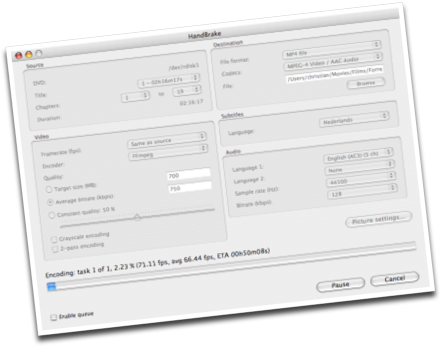 HandBrake
Source
/dev/rdisk1
DVD:
Title:
1 - 02h16m17s
Chapters:
1 to 19
Duration:
02:16:17
Destination
File format:
MP4 file
Codecs:
MPEG-4 Video / AAC Audio
File:
/Users/christian/Movies/Films/Forre
Browse
Video
Framerate (fps):
Same as source
Encoder:
FFmpeg
Quality:
Target size (MB):
700
Average bitrate (kbps):
750
Constant quality: 50 %
Grayscale encoding
2-pass encoding
Subtitles
Language:
Nederlands
Audio
Language 1:
English (AC3) (5 ch)
Language 2:
None
Sample rate (Hz):
44100
Bitrate (kbps):
128
Picture settings...
Encoding: task 1 of 1, 2.23 % (71.11 fps, avg 66.44 fps, ETA 00h50m08s)
Enable queue
Pause
Cancel